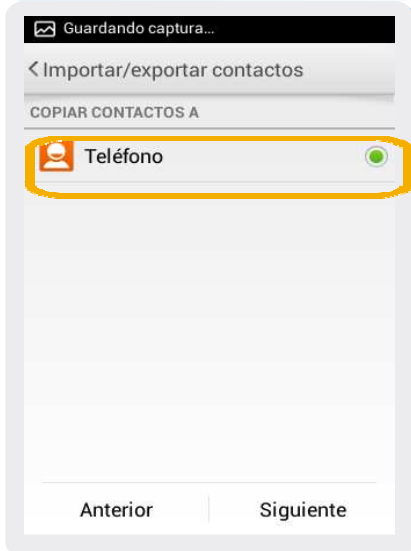 Guardando captura...
Importar/exportar contactos
COPIAR CONTACTOS A
Teléfono
Anterior Siguiente